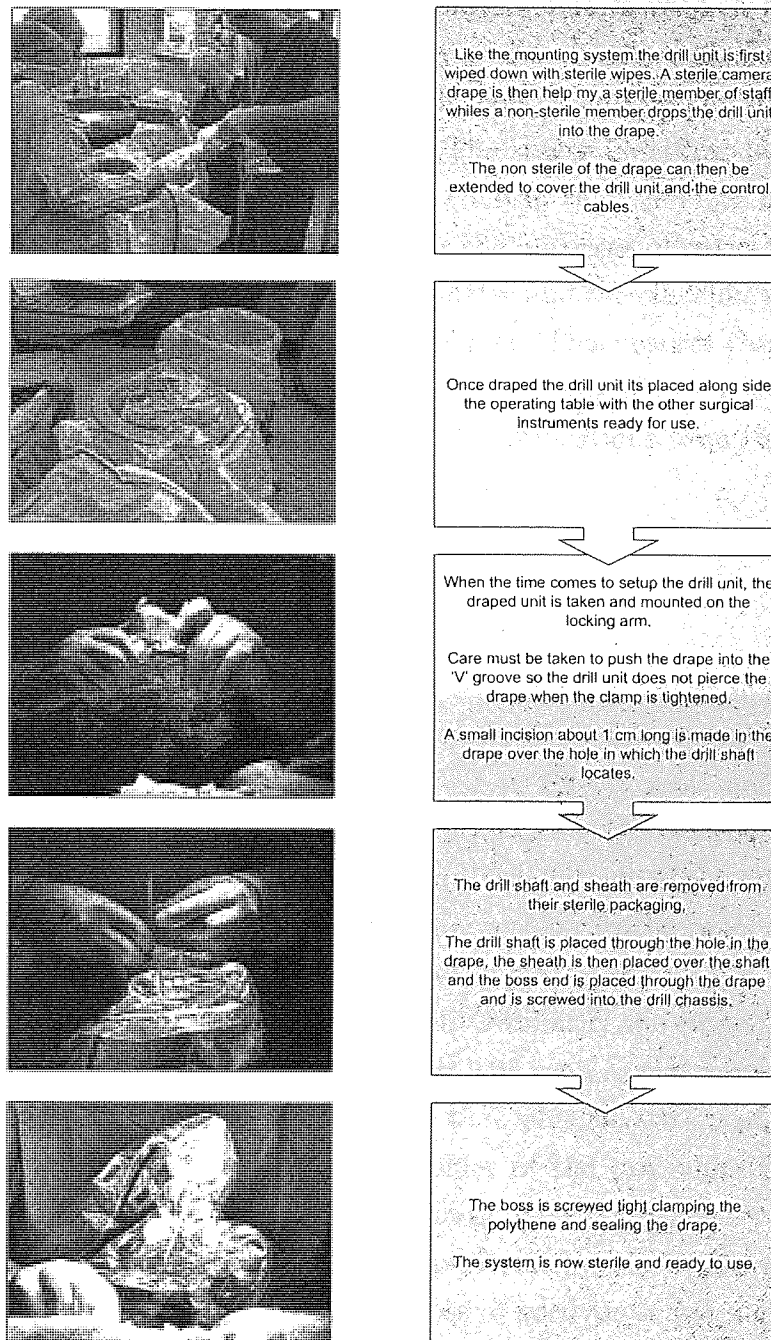 Like the mounting system the drill unit is first
wiped down with sterile wipes. A sterile camera
drape is then help my a sterile member of staff
whiles a non-sterile member drops the drill unit
into the drape.
The non sterile of the drape can then be
extended to cover the drill unit and the control
cables.
Once draped the drill unit its placed along side
the operating table with the other surgical
instruments ready for use.
When the time comes to setup the drill unit, the
draped unit is taken and mounted on the
locking arm.
Care must be taken to push the drape into the
'V' groove so the drill unit does not pierce the
drape when the clamp is tightened.
A small incision about 1 cm long is made in the
drape over the hole in which the drill shaft
locates.
The drill shaft and sheath are removed from
their sterile packaging.
The drill shaft is placed through the hole in the
drape, the sheath is then placed over the shaft
and the boss end is placed through the drape
and is screwed into the drill chassis.
The boss is screwed tight clamping the
polythene and sealing the drape.
The system is now sterile and ready to use.